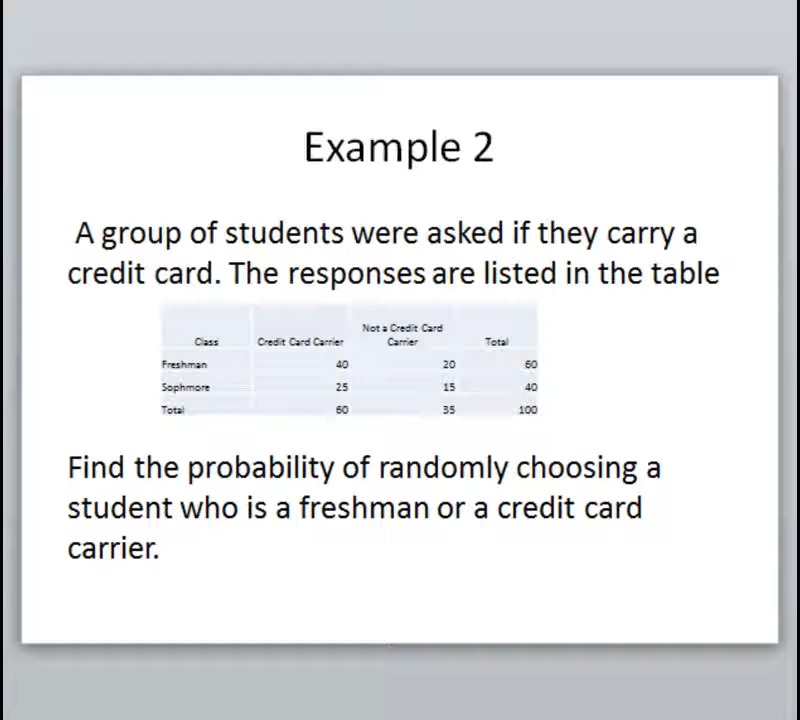 Example 2
A group of students were asked if they carry a
credit card. The responses are listed in the table
Class Credit Card Carrier Not a Credit Card Carrier Total
Freshman 40 20 60
Sophmore 25 15 40
Total 60 35 100
Find the probability of randomly choosing a
student who is a freshman or a credit card
carrier.